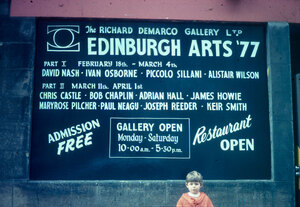 The RICHARD DEMARCO GALLERY LTD
EDINBURGH ARTS '77
PART I FEBRUARY 18th - MARCH 4th.
DAVID NASH · IVAN OSBORNE · PICCOLO SILLANI · ALISTAIR WILSON
PART II MARCH 11th. APRIL 1st
CHRIS CASTLE · BOB CHAPLIN · ADRIAN HALL · JAMES HOWIE
MARYROSE PILCHER · PAUL NEAGU · JOSEPH REEDER · KEIR SMITH
ADMISSION
FREE
GALLERY OPEN
Monday - Saturday
10-00 a.m. - 5-30 p.m.
Restaurant
OPEN